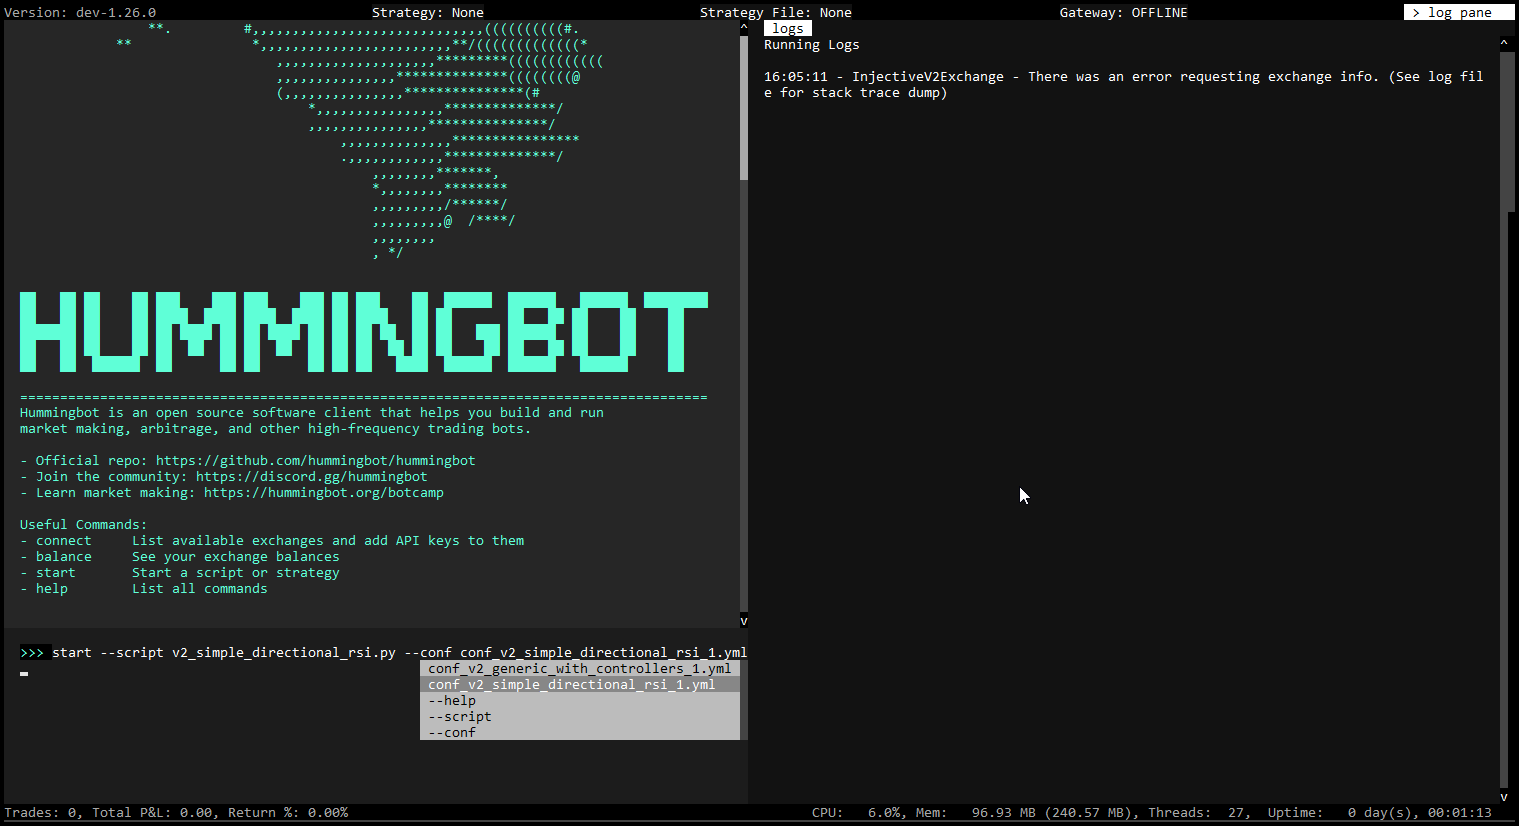 Version: dev-1.26.0 Strategy: None Strategy File: None Gateway: OFFLINE > log pane
HUMMINGBOT
=====================================================================================
Hummingbot is an open source software client that helps you build and run
market making, arbitrage, and other high-frequency trading bots.
- Official repo: https://github.com/hummingbot/hummingbot
- Join the community: https://discord.gg/hummingbot
- Learn market making: https://hummingbot.org/botcamp
Useful Commands:
- connect List available exchanges and add API keys to them
- balance See your exchange balances
- start Start a script or strategy
- help List all commands
>>> start --script v2_simple_directional_rsi.py --conf conf_v2_simple_directional_rsi_1.yml
conf_v2_generic_with_controllers_1.yml
conf_v2_simple_directional_rsi_1.yml
--help
--script
--conf
logs
Running Logs
16:05:11 - InjectiveV2Exchange - There was an error requesting exchange info. (See log fil
e for stack trace dump)
Trades: 0, Total P&L: 0.00, Return %: 0.00% CPU: 6.0%, Mem: 96.93 MB (240.57 MB), Threads: 27, Uptime: 0 day(s), 00:01:13